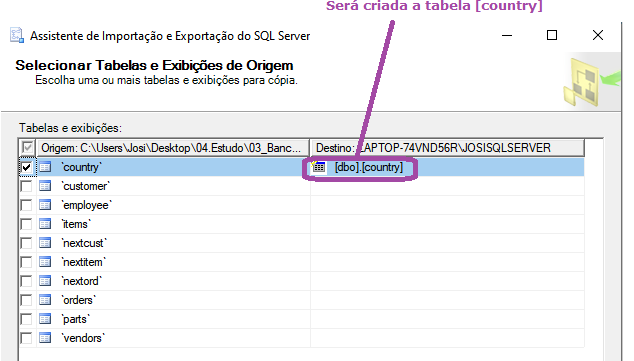 Será criada a tabela [country]
Assistente de Importação e Exportação do SQL Server
Selecionar Tabelas e Exibições de Origem
Escolha uma ou mais tabelas e exibições para cópia.
Tabelas e exibições:
Origem: C:\Users\Josi\Desktop\04.Estudo\03_Banc... Destino: LAPTOP-74VND56R\JOSISQLSERVER
`country` [dbo].[country]
`customer`
`employee`
`items`
`nextcust`
`nextitem`
`nextord`
`orders`
`parts`
`vendors`